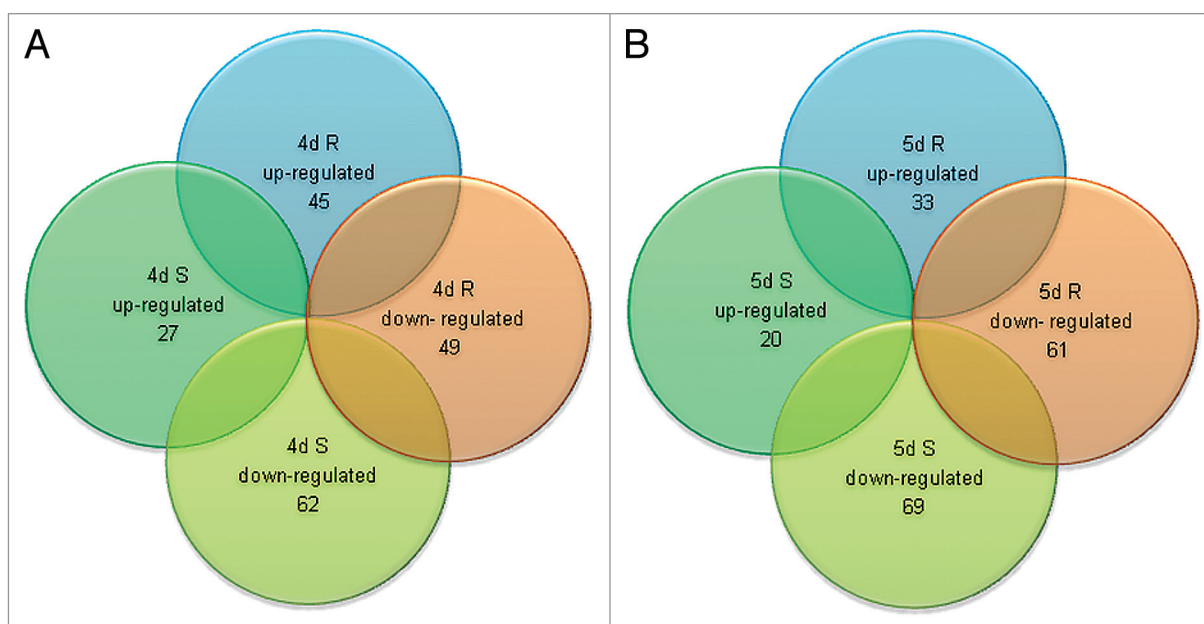 A
4d R
up-regulated
45
4d S
up-regulated
27
4d R
down- regulated
49
4d S
down-regulated
62
B
5d R
up-regulated
33
5d S
up-regulated
20
5d R
down- regulated
61
5d S
down-regulated
69